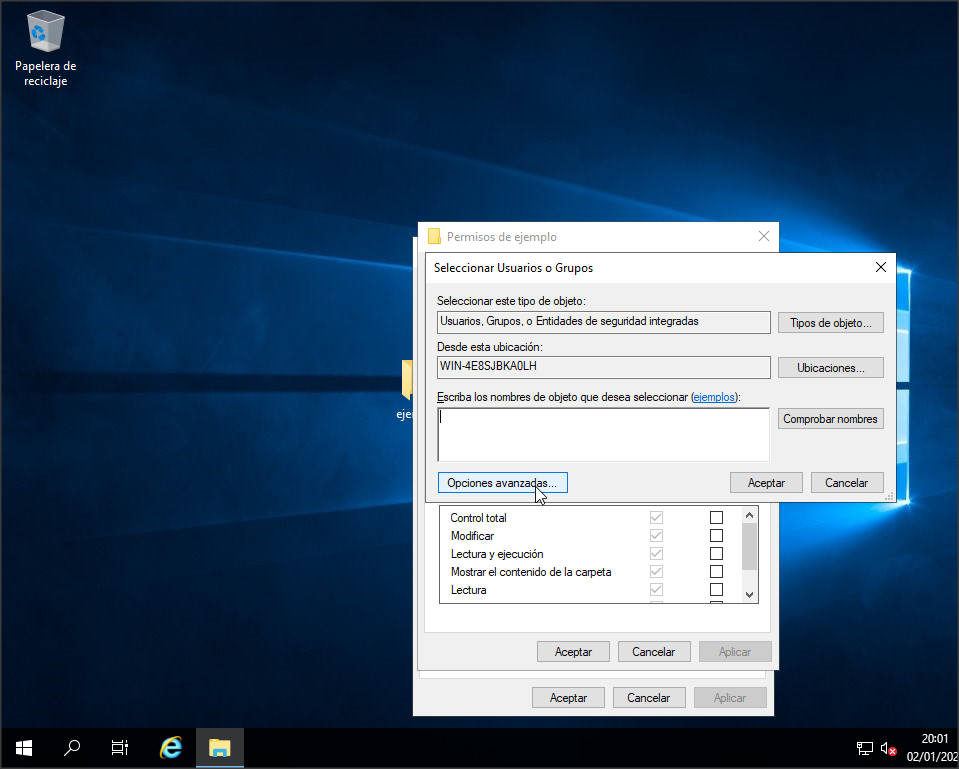 Papelera de
reciclaje
Permisos de ejemplo
Seleccionar Usuarios o Grupos
Seleccionar este tipo de objeto:
Usuarios, Grupos, o Entidades de seguridad integradas
Tipos de objeto...
Desde esta ubicación:
WIN-4E8SJBKA0LH
Ubicaciones...
Escriba los nombres de objeto que desea seleccionar (ejemplos):
Comprobar nombres
Opciones avanzadas...
Aceptar
Cancelar
Control total
Modificar
Lectura y ejecución
Mostrar el contenido de la carpeta
Lectura
Aceptar
Cancelar
Aplicar
Aceptar
Cancelar
Aplicar
20:01
02/01/202